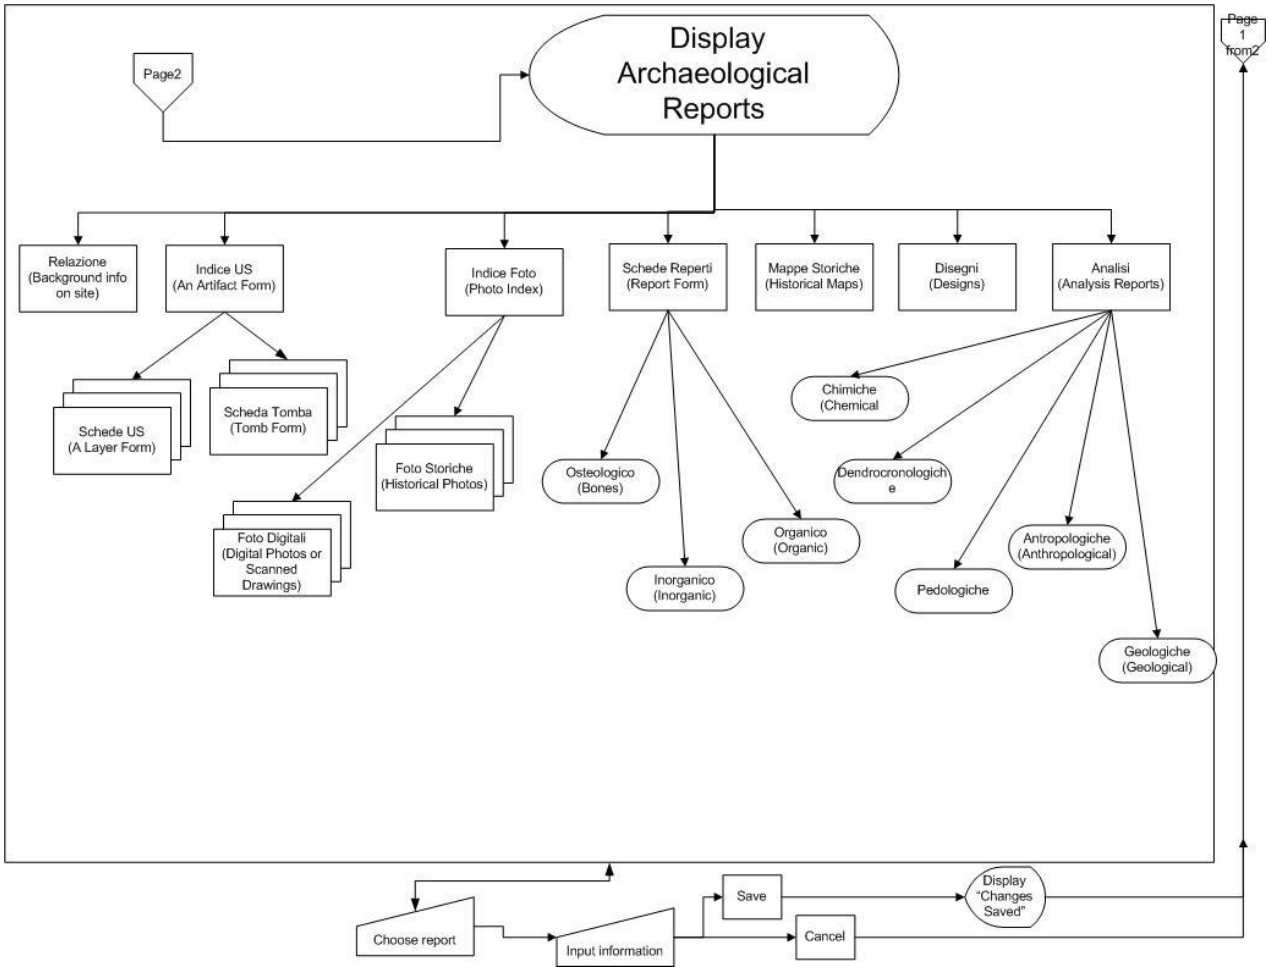 Page
1
from2
Page2
Display
Archaeological
Reports
Relazione
(Background info
on site)
Indice US
(An Artifact Form)
Indice Foto
(Photo Index)
Schede Reperti
(Report Form)
Mappe Storiche
(Historical Maps)
Disegni
(Designs)
Analisi
(Analysis Reports)
Schede US
(A Layer Form)
Scheda Tomba
(Tomb Form)
Foto Storiche
(Historical Photos)
Foto Digitali
(Digital Photos or
Scanned
Drawings)
Osteologico
(Bones)
Inorganico
(Inorganic)
Organico
(Organic)
Chimiche
(Chemical
Dendrocronologich
e
Pedologiche
Antropologiche
(Anthropological)
Geologiche
(Geological)
Choose report
Input information
Save
Cancel
Display
"Changes
Saved"